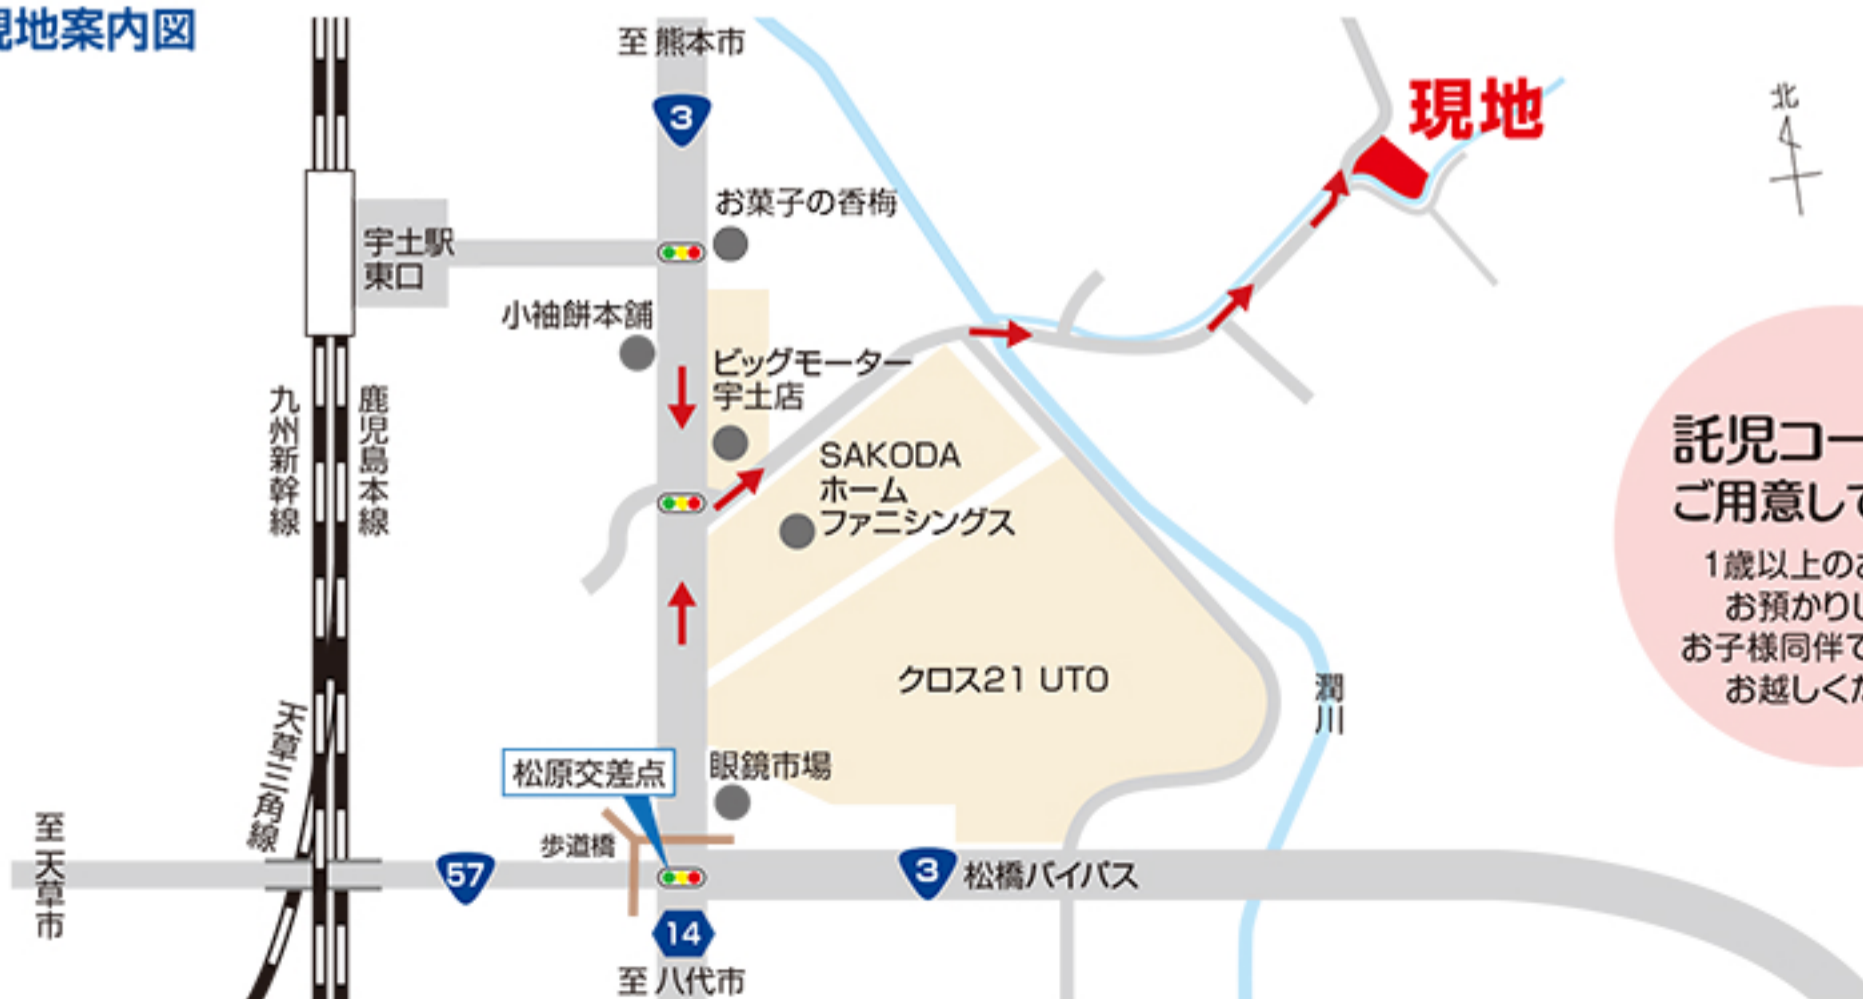 地案内図
至 熊本市
3
現地
北
お菓子の香梅
宇土駅
東口
小袖餅本舗
ビッグモーター
宇土店
九州新幹線
鹿児島本線
SAKODA
ホーム
ファニシングス
託児コー
ご用意して
1歳以上のお
お預かりし
お子様同伴で
お越しくだ
クロス21 UTO
潤川
天草三角線
松原交差点
眼鏡市場
歩道橋
至 天草市
57
3
松橋バイパス
14
至 八代市